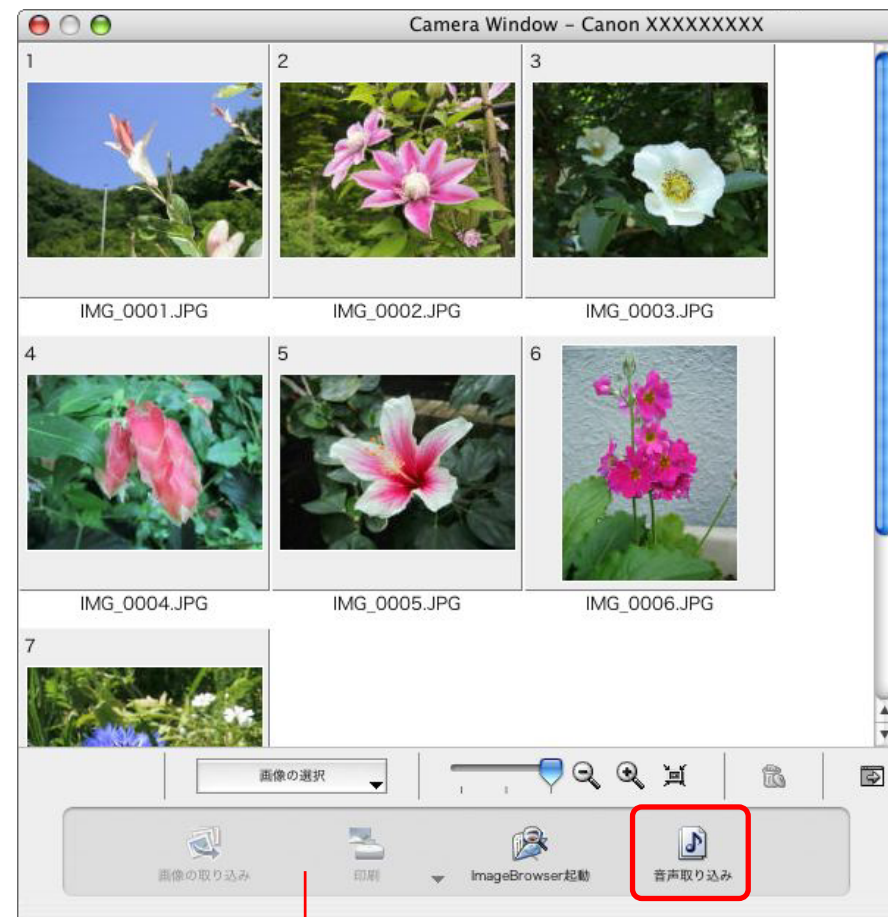 Camera Window – Canon XXXXXXXXX
1 2 3
IMG_0001.JPG IMG_0002.JPG IMG_0003.JPG
4 5 6
IMG_0004.JPG IMG_0005.JPG IMG_0006.JPG
7
画像の選択
画像の取り込み 印刷 ImageBrowser起動 音声取り込み